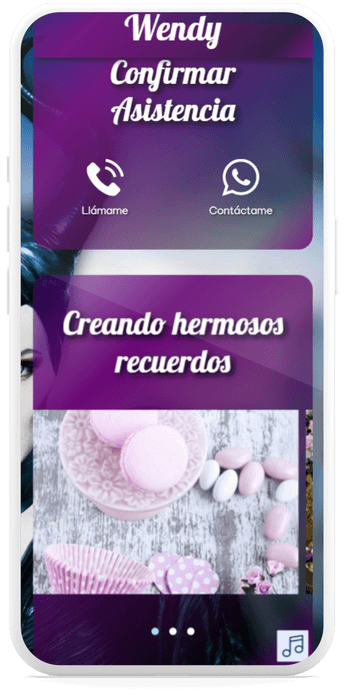 Wendy
Confirmar
Asistencia
Llámame
Contáctame
Creando hermosos
recuerdos